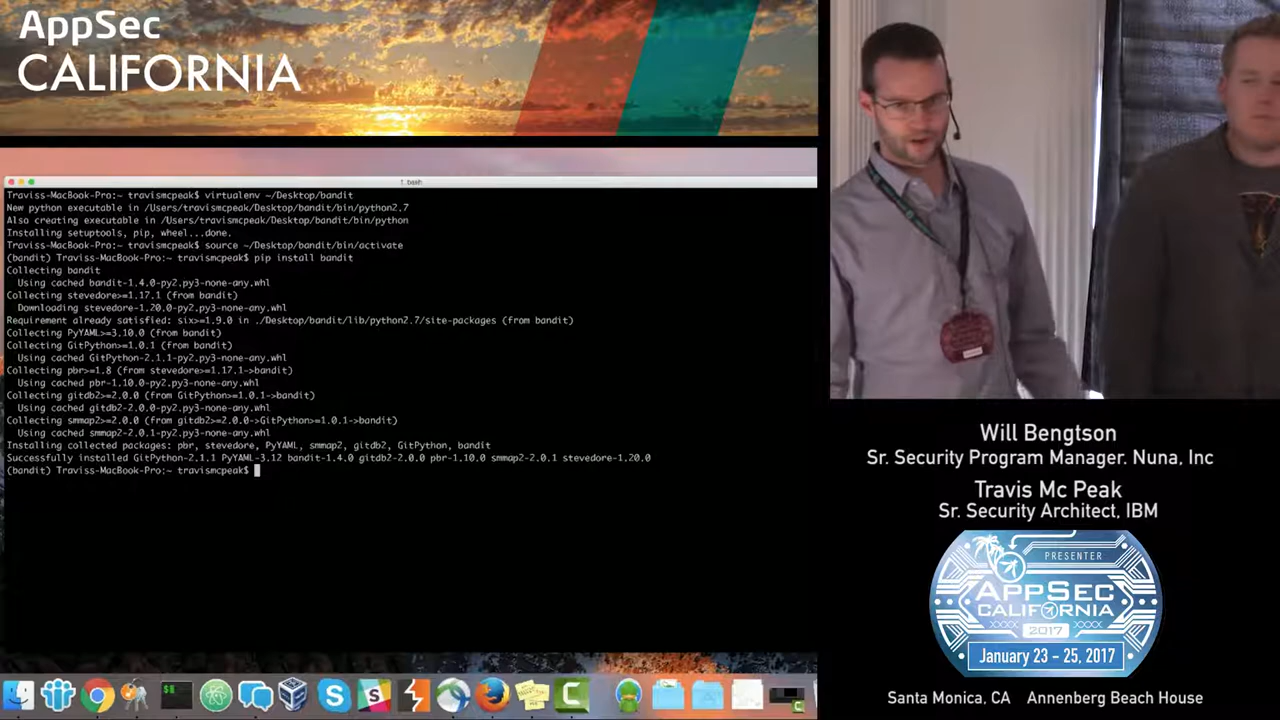 AppSec
CALIFORNIA
1. bash
Traviss-MacBook-Pro:~ travismcpeak$ virtualenv ~/Desktop/bandit
New python executable in /Users/travismcpeak/Desktop/bandit/bin/python2.7
Also creating executable in /Users/travismcpeak/Desktop/bandit/bin/python
Installing setuptools, pip, wheel...done.
Traviss-MacBook-Pro:~ travismcpeak$ source ~/Desktop/bandit/bin/activate
(bandit) Traviss-MacBook-Pro:~ travismcpeak$ pip install bandit
Collecting bandit
Using cached bandit-1.4.0-py2.py3-none-any.whl
Collecting stevedore>=1.17.1 (from bandit)
Downloading stevedore-1.20.0-py2.py3-none-any.whl
Requirement already satisfied: six>=1.9.0 in ./Desktop/bandit/lib/python2.7/site-packages (from bandit)
Collecting PyYAML>=3.10.0 (from bandit)
Collecting GitPython>=1.0.1 (from bandit)
Using cached GitPython-2.1.1-py2.py3-none-any.whl
Collecting pbr>=1.8 (from stevedore>=1.17.1->bandit)
Using cached pbr-1.10.0-py2.py3-none-any.whl
Collecting gitdb2>=2.0.0 (from GitPython>=1.0.1->bandit)
Using cached gitdb2-2.0.0-py2.py3-none-any.whl
Collecting smmap2>=2.0.0 (from gitdb2>=2.0.0->GitPython>=1.0.1->bandit)
Using cached smmap2-2.0.1-py2.py3-none-any.whl
Installing collected packages: pbr, stevedore, PyYAML, smmap2, gitdb2, GitPython, bandit
Successfully installed GitPython-2.1.1 PyYAML-3.12 bandit-1.4.0 gitdb2-2.0.0 pbr-1.10.0 smmap2-2.0.1 stevedore-1.20.0
(bandit) Traviss-MacBook-Pro:~ travismcpeak$
Will Bengtson
Sr. Security Program Manager. Nuna, Inc
Travis Mc Peak
Sr. Security Architect, IBM
PRESENTER
APPSEC
CALIFORNIA
2017
January 23 - 25, 2017
Santa Monica, CA Annenberg Beach House